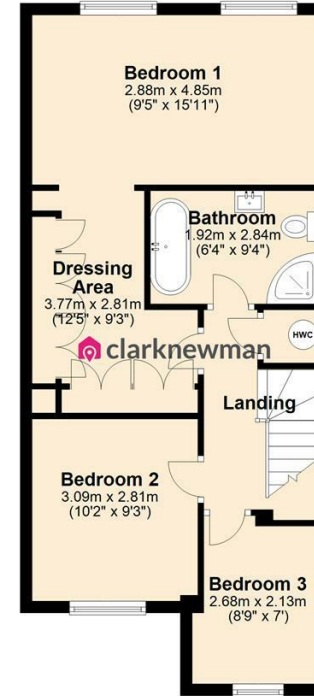 Bedroom 1
2.88m x 4.85m
(9'5" x 15'11")
Bathroom
1.92m x 2.84m
(6'4" x 9'4")
Dressing
Area
3.77m x 2.81m
(12'5" x 9'3")
HWC
clarknewman
Landing
Bedroom 2
3.09m x 2.81m
(10'2" x 9'3")
Bedroom 3
2.68m x 2.13m
(8'9" x 7')